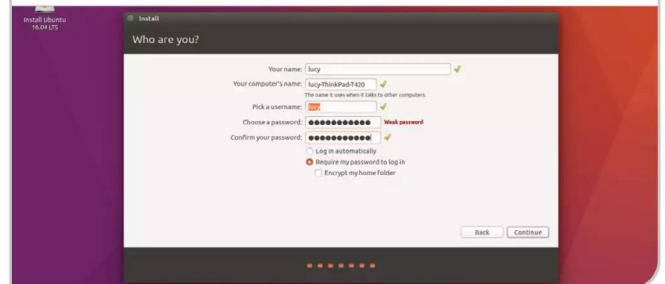 Install Ubuntu
16.04 LTS
Install
Who are you?
Your name: lucy
Your computer's name: lucy-ThinkPad-T420
The name it uses when it talks to other computers.
Pick a username: lucy
Choose a password: ●●●●●●●●●●● Weak password
Confirm your password: ●●●●●●●●●●●
Log in automatically
Require my password to log in
Encrypt my home folder
Back Continue